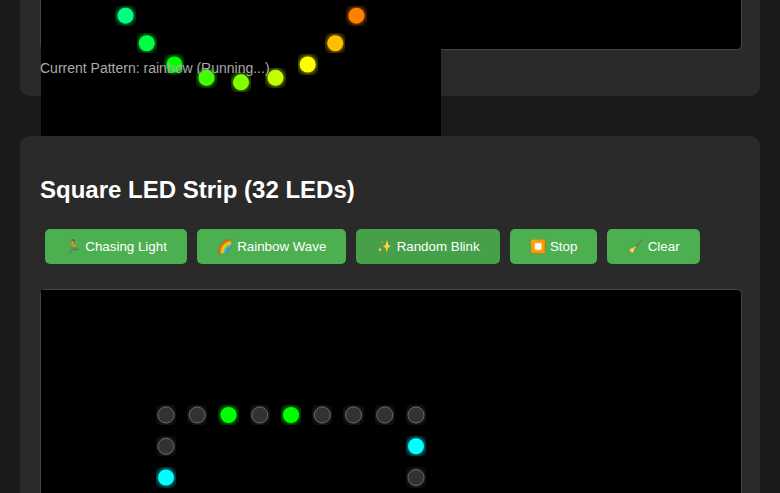 Current Pattern: rainbow (Running...)
Square LED Strip (32 LEDs)
🏃 Chasing Light 🌈 Rainbow Wave ✨ Random Blink ⏹️ Stop 🧹 Clear